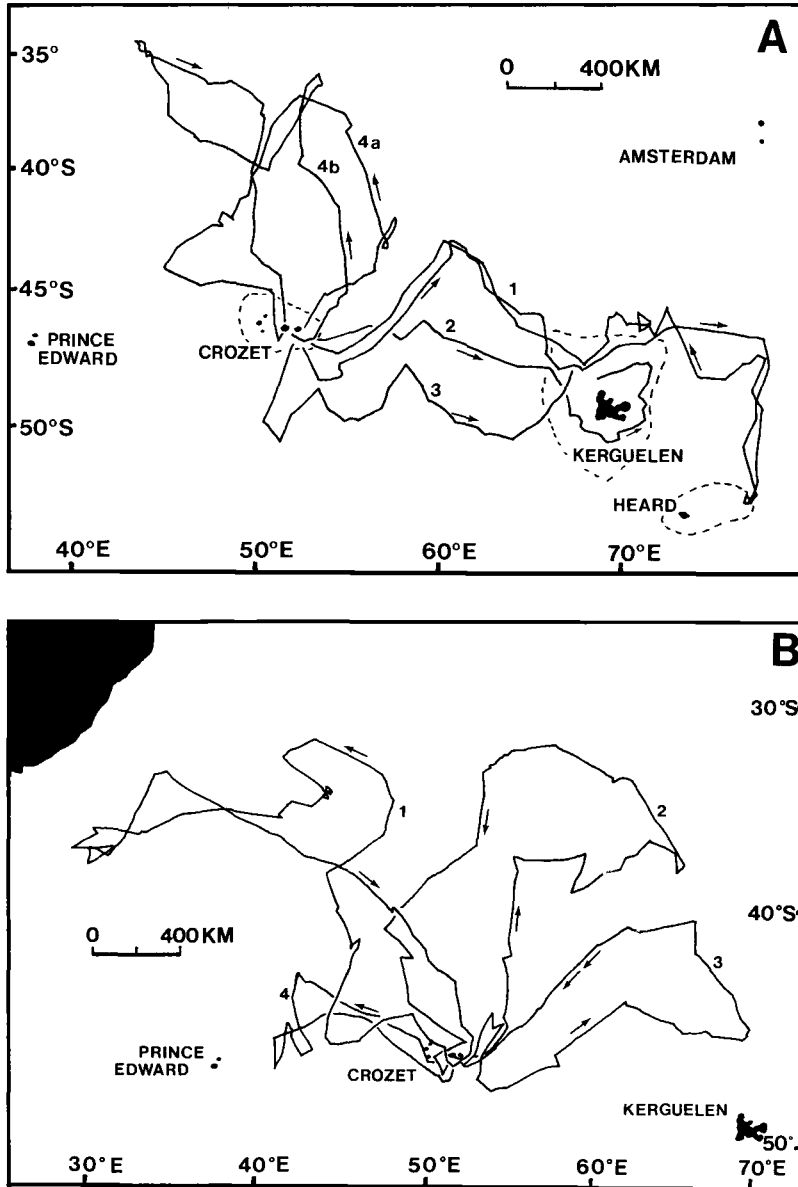 A
35°
0 400KM
AMSTERDAM
4a
40°S
4b
45°S
1
PRINCE
EDWARD
CROZET
2
3
50°S
KERGUELEN
HEARD
40°E 50°E 60°E 70°E
B
30°S
1
2
40°S
0 400KM
3
4
PRINCE
EDWARD
CROZET
KERGUELEN
50°
30°E 40°E 50°E 60°E 70°E